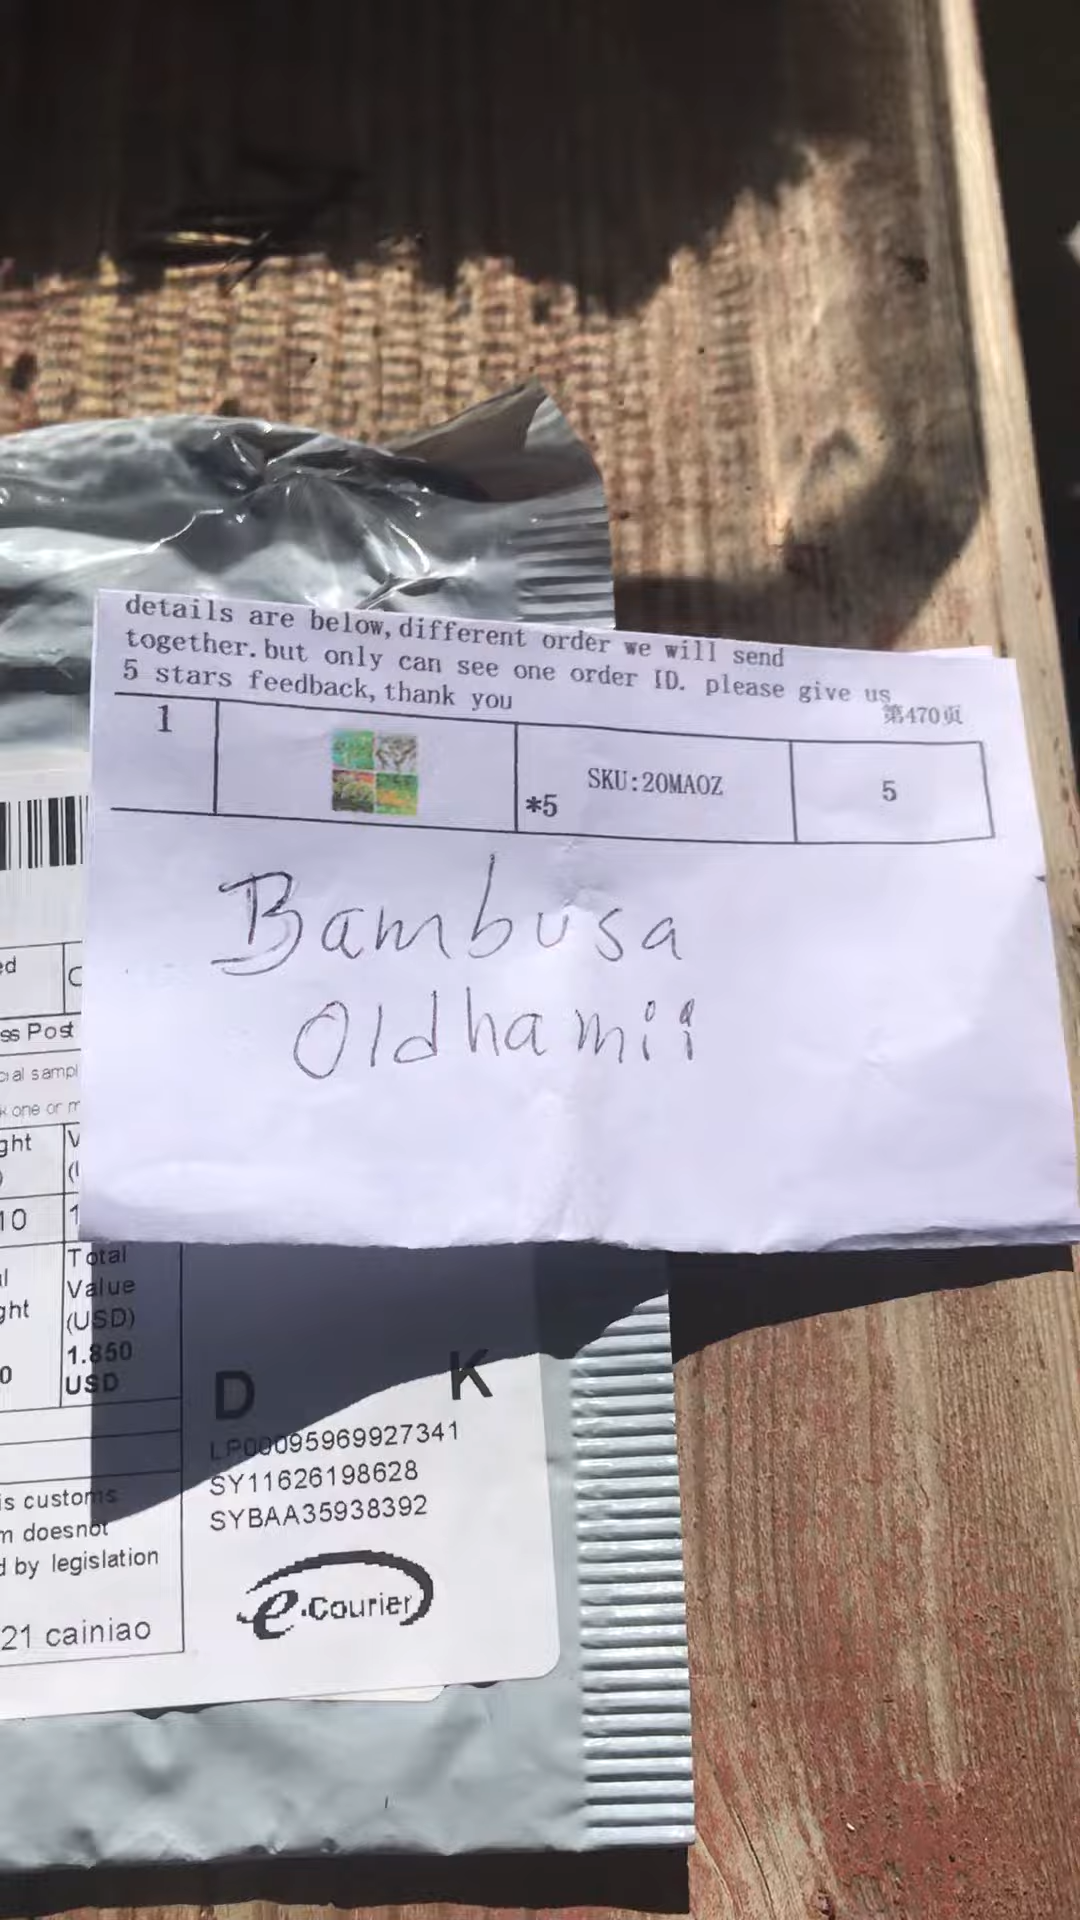 details are below, different order we will send
together. but only can see one order ID. please give us
5 stars feedback, thank you
第470页
1
*5
SKU:20MAOZ
5
Bambusa
Oldhamii
ss Post
one or
10
Total
Value
(USD)
1.850
USD
D K
LP00095969927341
SY11626198628
SYBAA35938392
customs
doesnot
by legislation
21 cainiao
e.Courier